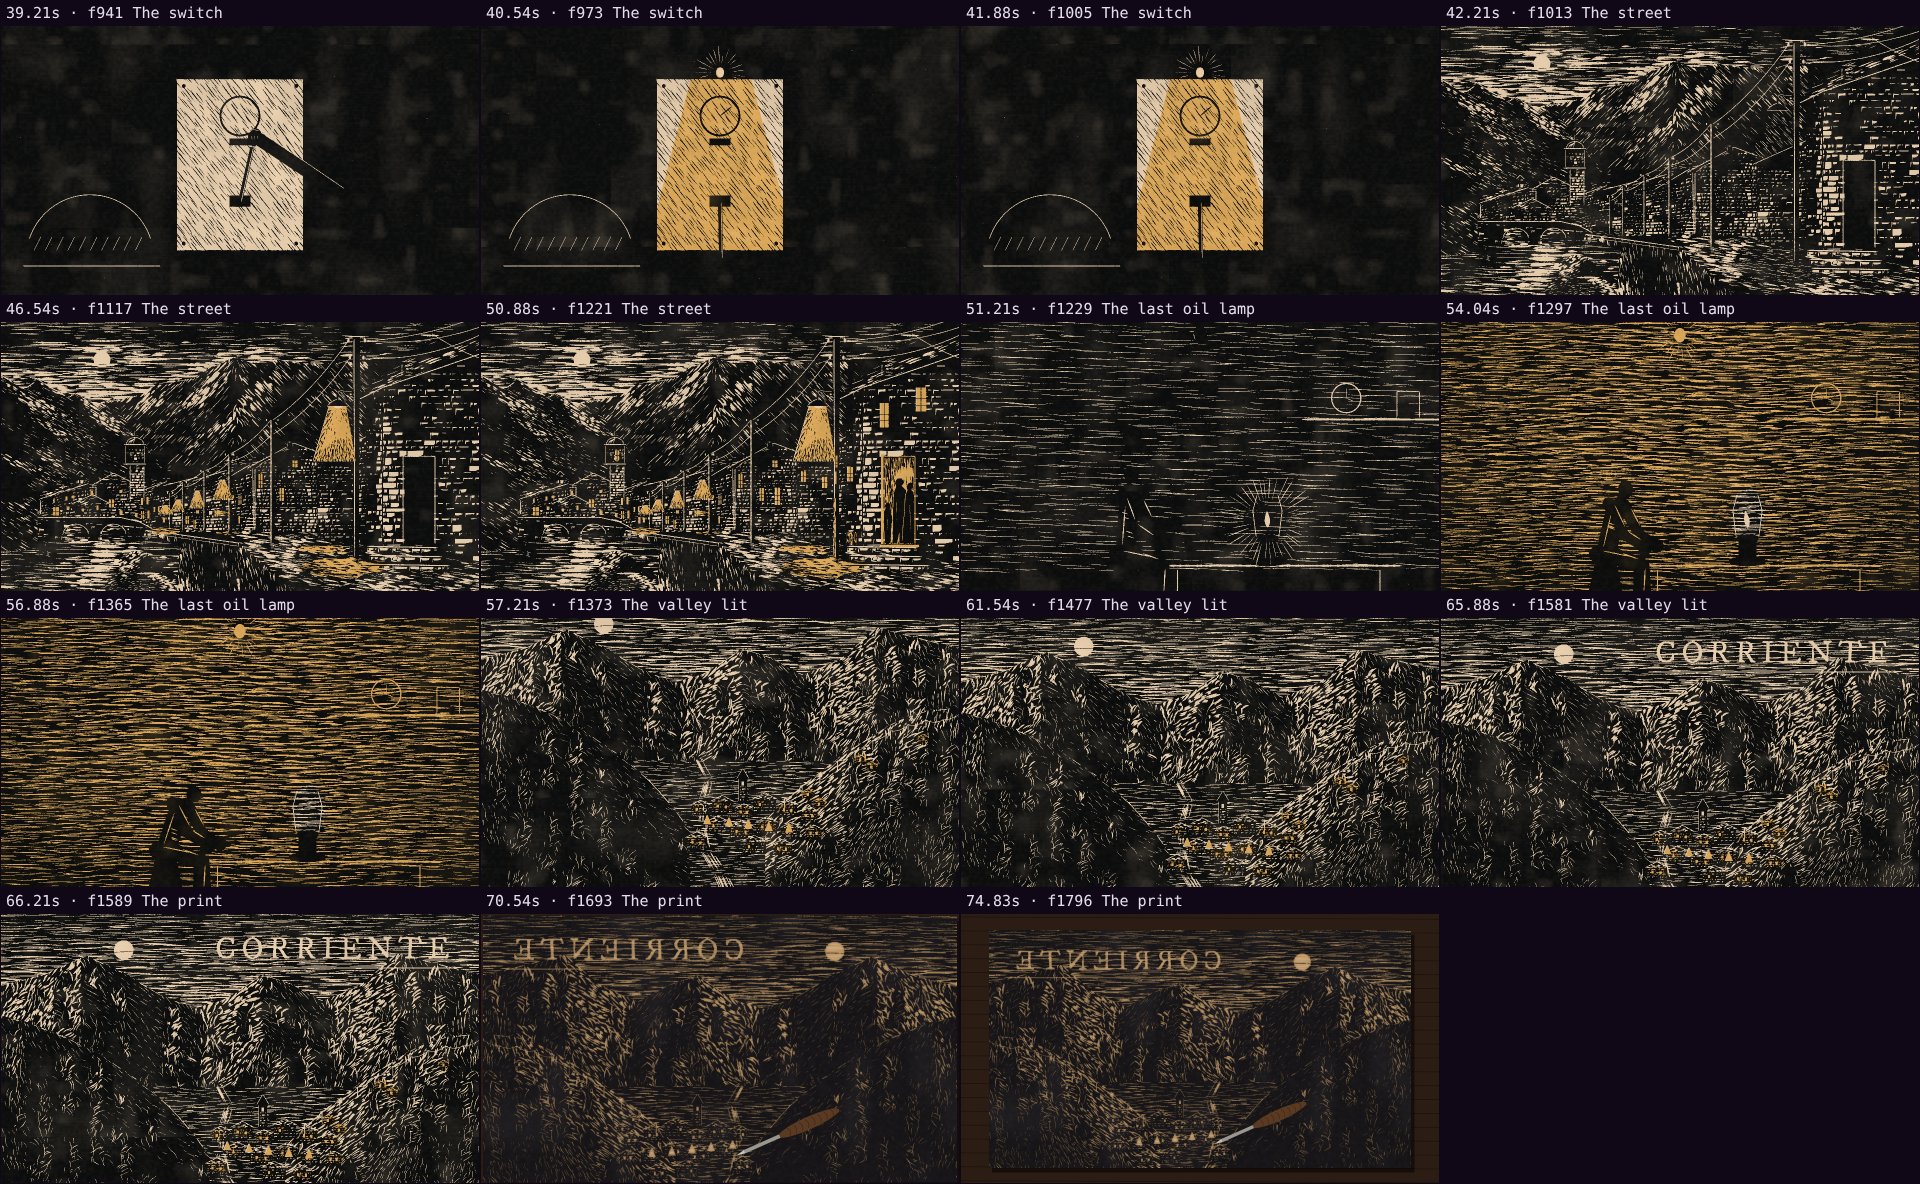 39.21s · f941 The switch
40.54s · f973 The switch
41.88s · f1005 The switch
42.21s · f1013 The street
46.54s · f1117 The street
50.88s · f1221 The street
51.21s · f1229 The last oil lamp
54.04s · f1297 The last oil lamp
56.88s · f1365 The last oil lamp
57.21s · f1373 The valley lit
61.54s · f1477 The valley lit
65.88s · f1581 The valley lit
CORRIENTE
66.21s · f1589 The print
70.54s · f1693 The print
74.83s · f1796 The print
CORRIENTE
CORRIENTE
CORRIENTE